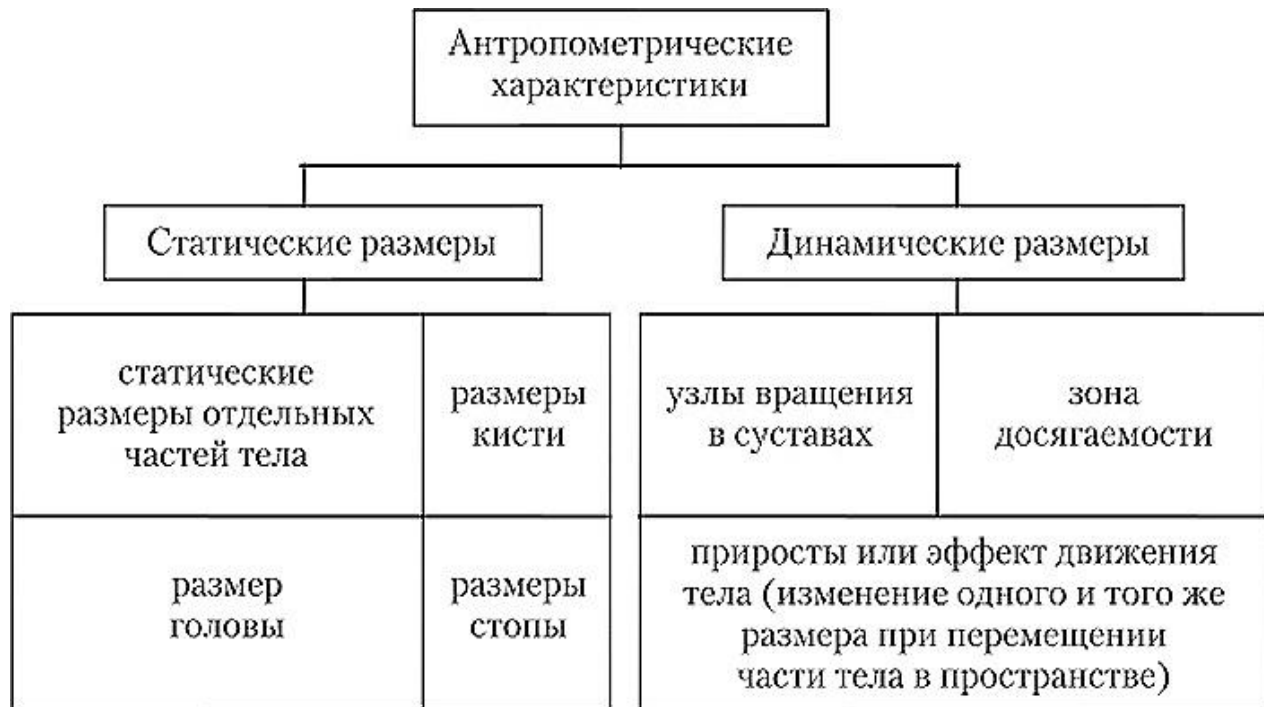 Антропометрические
характеристики
Статические размеры
Динамические размеры
статические
размеры отдельных
частей тела
размеры
кисти
узлы вращения
в суставах
зона
досягаемости
размер
головы
размеры
стопы
приросты или эффект движения
тела (изменение одного и того же
размера при перемещении
части тела в пространстве)